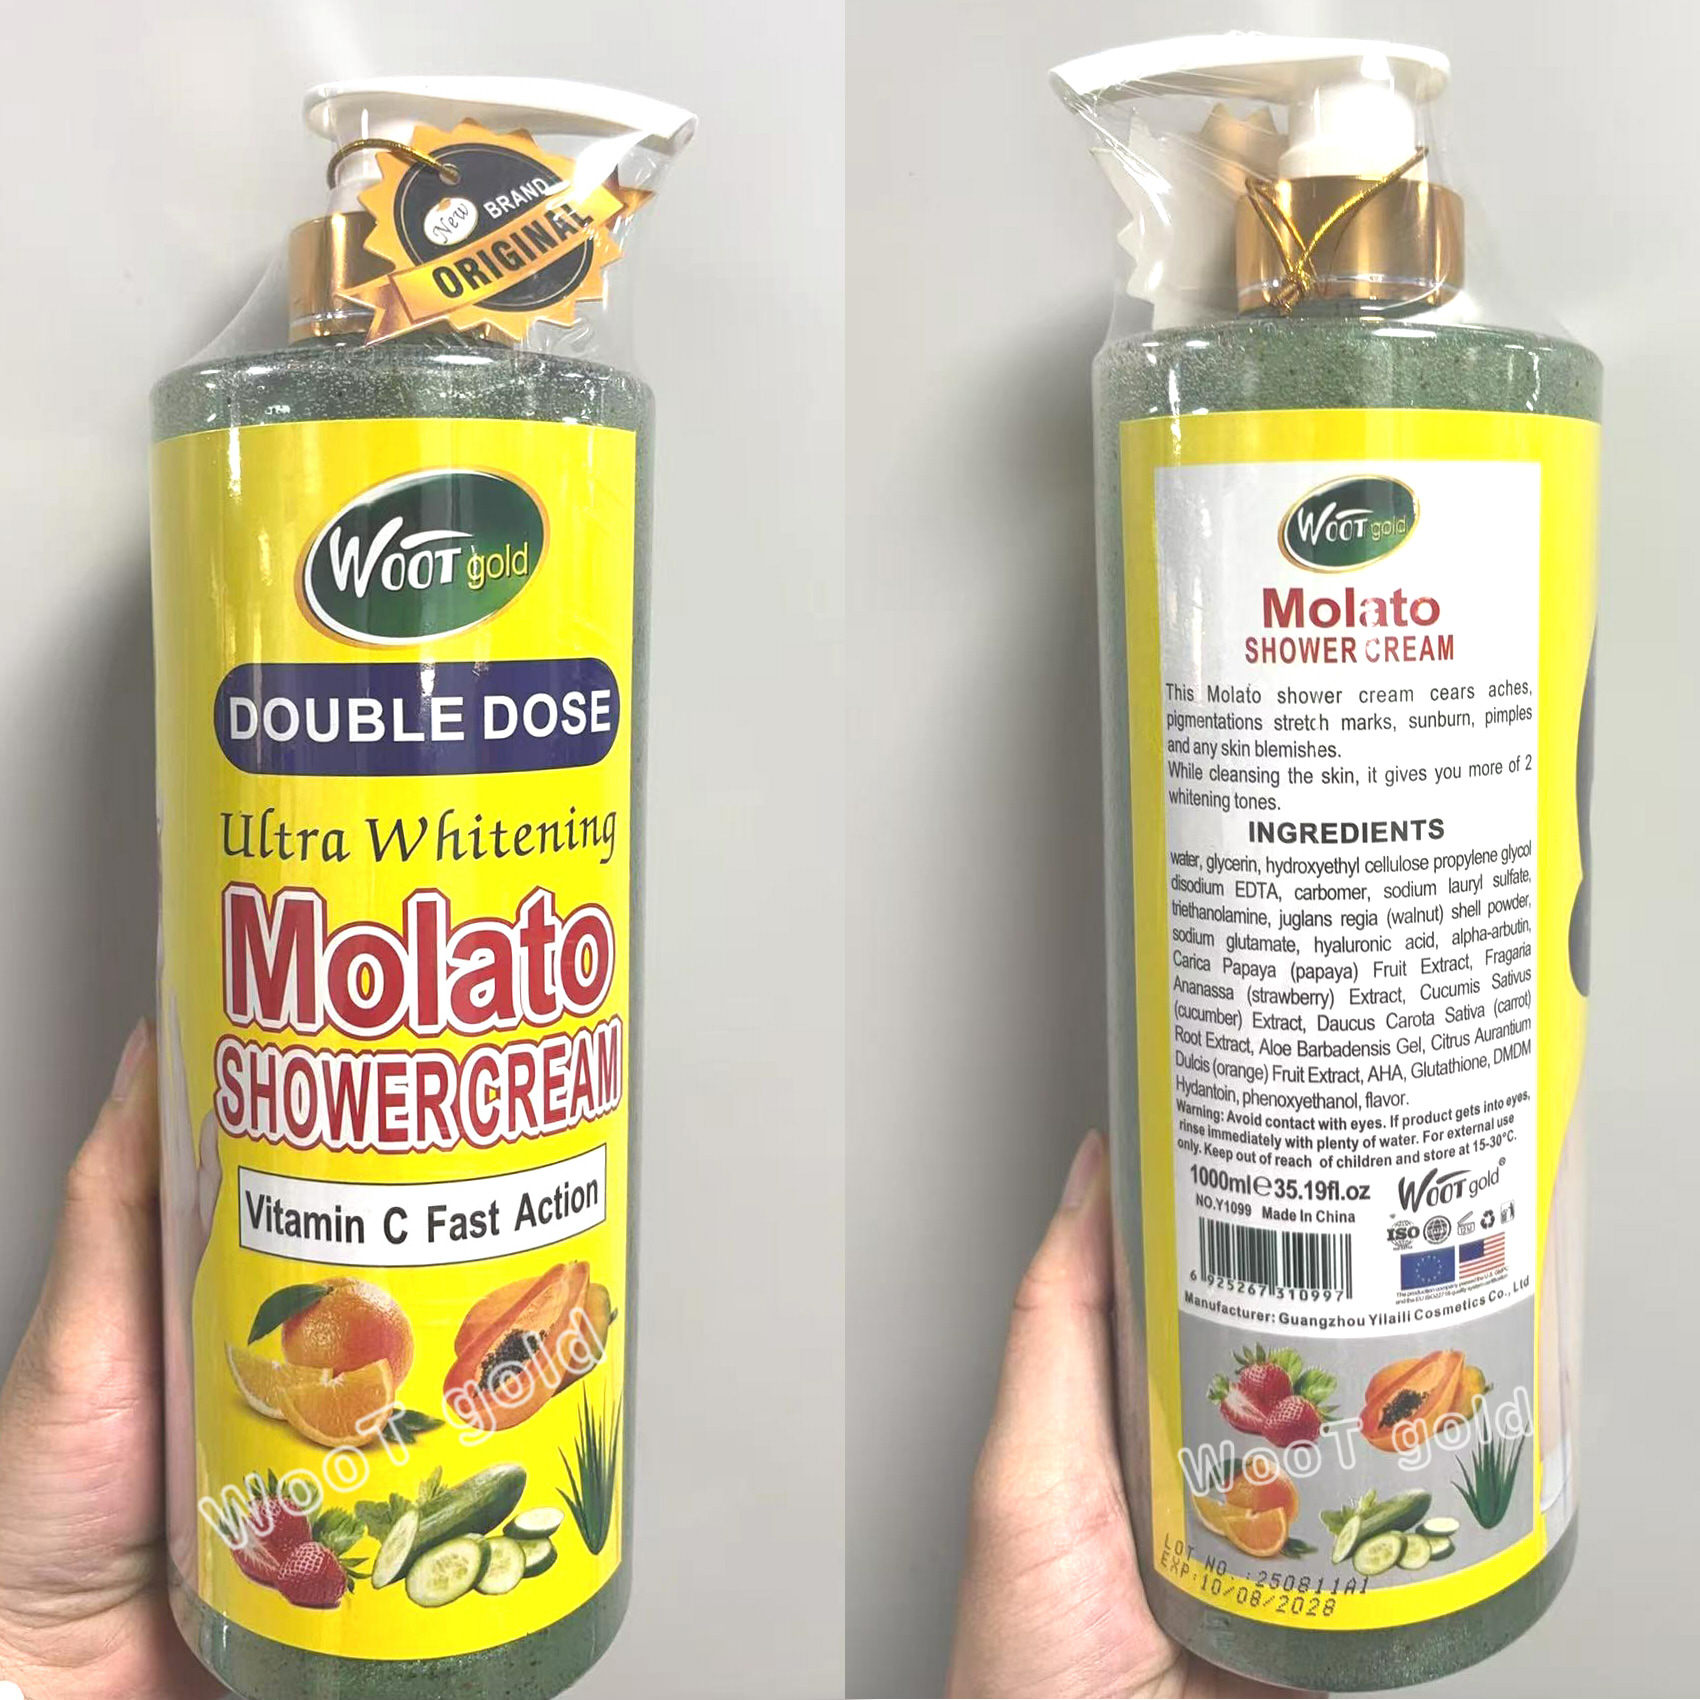 New BRAND
ORIGINAL
WOOT gold
DOUBLE DOSE
Ultra Whitening
Molato
SHOWER CREAM
Vitamin C Fast Action
WooT gold
WOOT gold
Molato
SHOWER CREAM
This Molato shower cream cears aches,
pigmentations stretch marks, sunburn, pimples
and any skin blemishes.
While cleansing the skin, it gives you more of 2
whitening tones.
INGREDIENTS
water, glycerin, hydroxyethyl cellulose propylene glycol
disodium EDTA, carbomer, sodium lauryl sulfate,
triethanolamine, juglans regia (walnut) shell powder,
sodium glutamate, hyaluronic acid, alpha-arbutin,
Carica Papaya (papaya) Fruit Extract, Fragaria
Ananassa (strawberry) Extract, Cucumis Sativus
(cucumber) Extract, Daucus Carota Sativa (carrot)
Root Extract, Aloe Barbadensis Gel, Citrus Aurantium
Dulcis (orange) Fruit Extract, AHA, Glutathione, DMDM
Hydantoin, phenoxyethanol, flavor.
Warning: Avoid contact with eyes. If product gets into eyes,
rinse immediately with plenty of water. For external use
only. Keep out of reach of children and store at 15-30°C.
1000ml℮35.19fl.oz
WOOT gold®
NO.Y1099 Made In China
ISO
6 925267 310997
Manufacturer: Guangzhou Yilaili Cosmetics Co., Ltd
WooT gold
LOT NO.:250811A1
EXP:10/08/2028